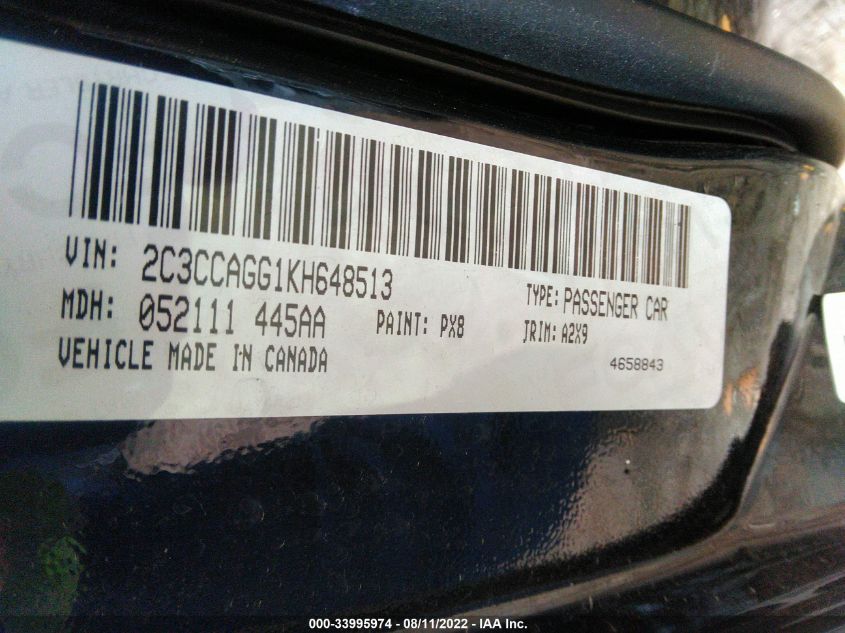 VIN: 2C3CCAGG1KH648513
TYPE: PASSENGER CAR
MDH: 052111 445AA
PAINT: PX8
TRIM: A2X9
VEHICLE MADE IN CANADA
4658843
000-33995974 - 08/11/2022 - IAA Inc.